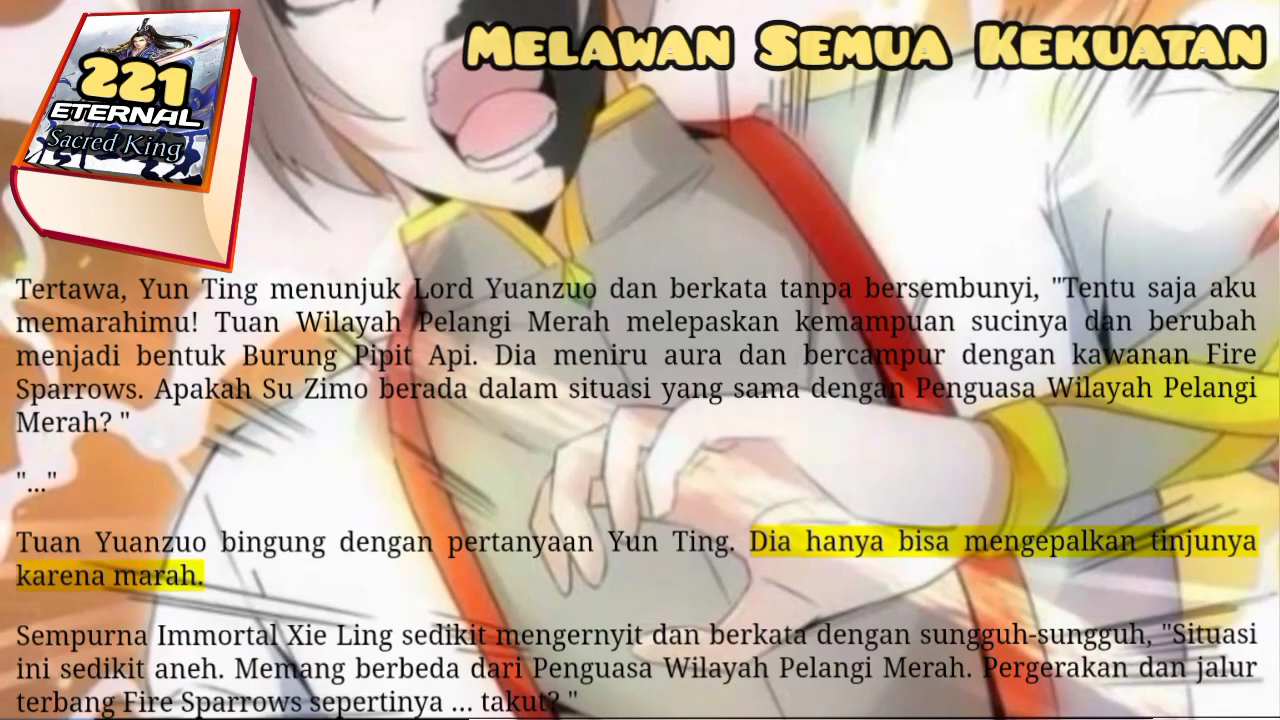 Melawan Semua Kekuatan
221
ETERNAL
Sacred King
Tertawa, Yun Ting menunjuk Lord Yuanzuo dan berkata tanpa bersembunyi, "Tentu saja aku
memarahimu! Tuan Wilayah Pelangi Merah melepaskan kemampuan sucinya dan berubah
menjadi bentuk Burung Pipit Api. Dia meniru aura dan bercampur dengan kawanan Fire
Sparrows. Apakah Su Zimo berada dalam situasi yang sama dengan Penguasa Wilayah Pelangi
Merah? "
"..."
Tuan Yuanzuo bingung dengan pertanyaan Yun Ting. Dia hanya bisa mengepalkan tinjunya
karena marah.
Sempurna Immortal Xie Ling sedikit mengernyit dan berkata dengan sungguh-sungguh, "Situasi
ini sedikit aneh. Memang berbeda dari Penguasa Wilayah Pelangi Merah. Pergerakan dan jalur
terbang Fire Sparrows sepertinya ... takut? "